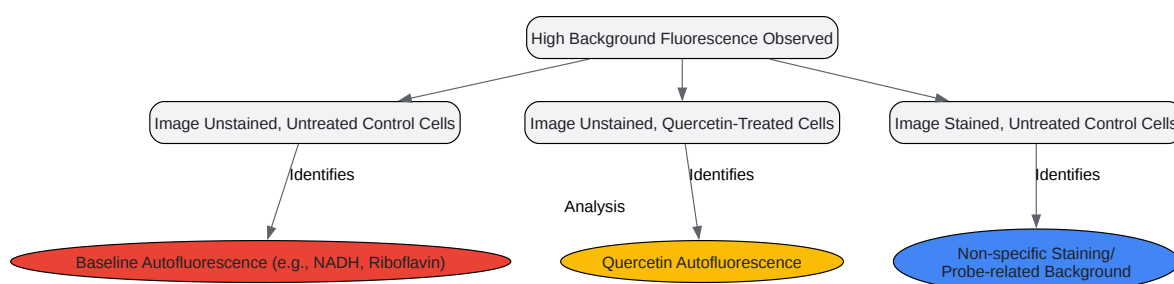 High Background Fluorescence Observed
Image Unstained, Untreated Control Cells
Image Unstained, Quercetin-Treated Cells
Image Stained, Untreated Control Cells
Identifies
Identifies
Identifies
Analysis
Baseline Autofluorescence (e.g., NADH, Riboflavin)
Quercetin Autofluorescence
Non-specific Staining/
Probe-related Background